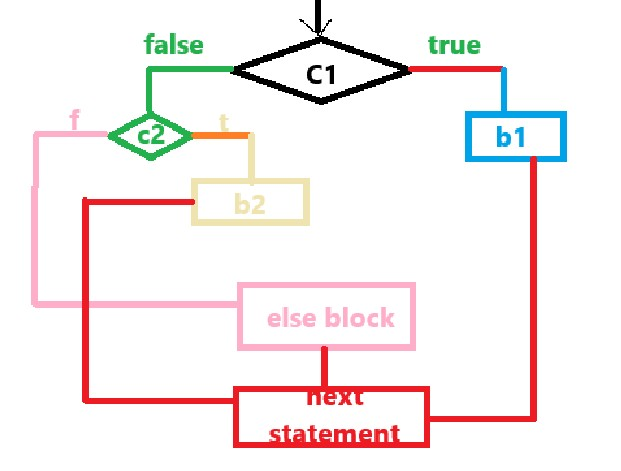 false
true
C1
f
t
c2
b1
b2
else block
next
statement